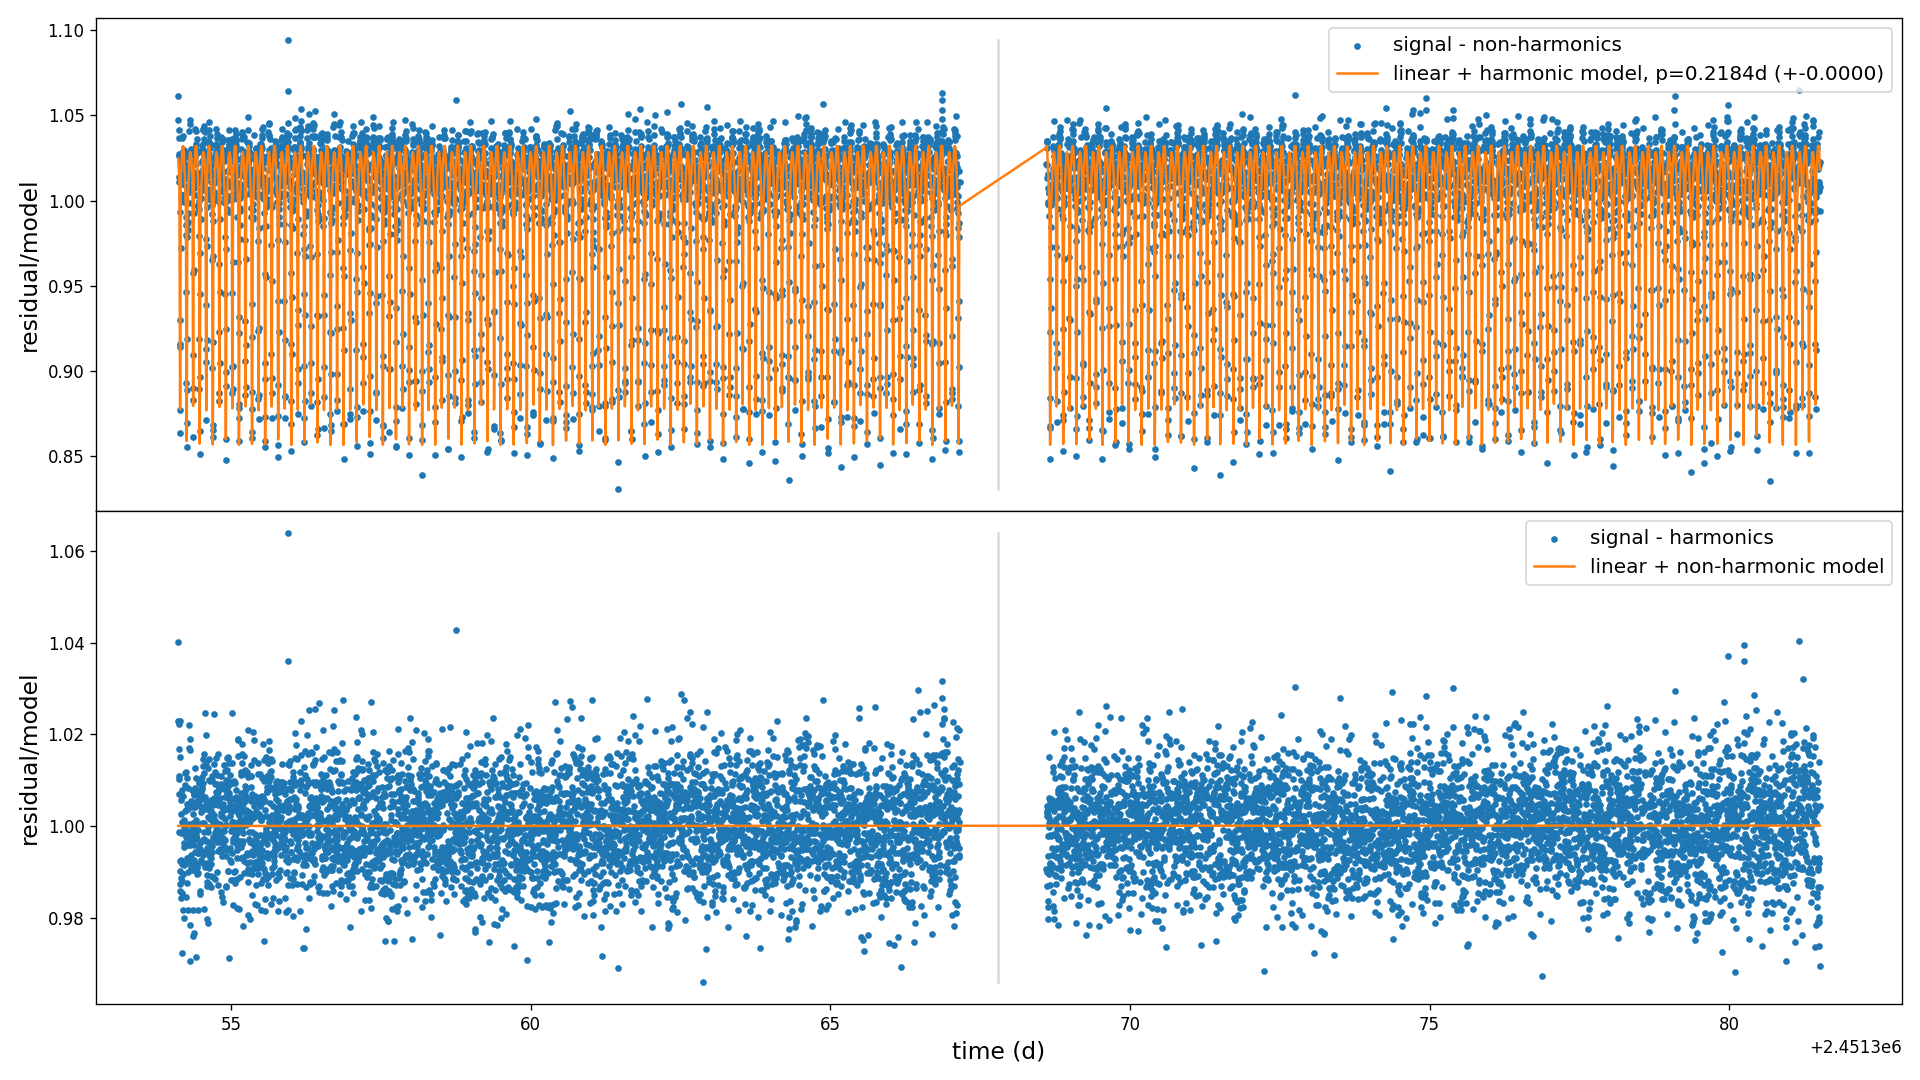 1.10
1.05
1.00
0.95
0.90
0.85
residual/model
signal - non-harmonics
linear + harmonic model, p=0.2184d (+-0.0000)
1.06
1.04
1.02
1.00
0.98
residual/model
signal - harmonics
linear + non-harmonic model
55
60
65
70
75
80
time (d)
+2.4513e6